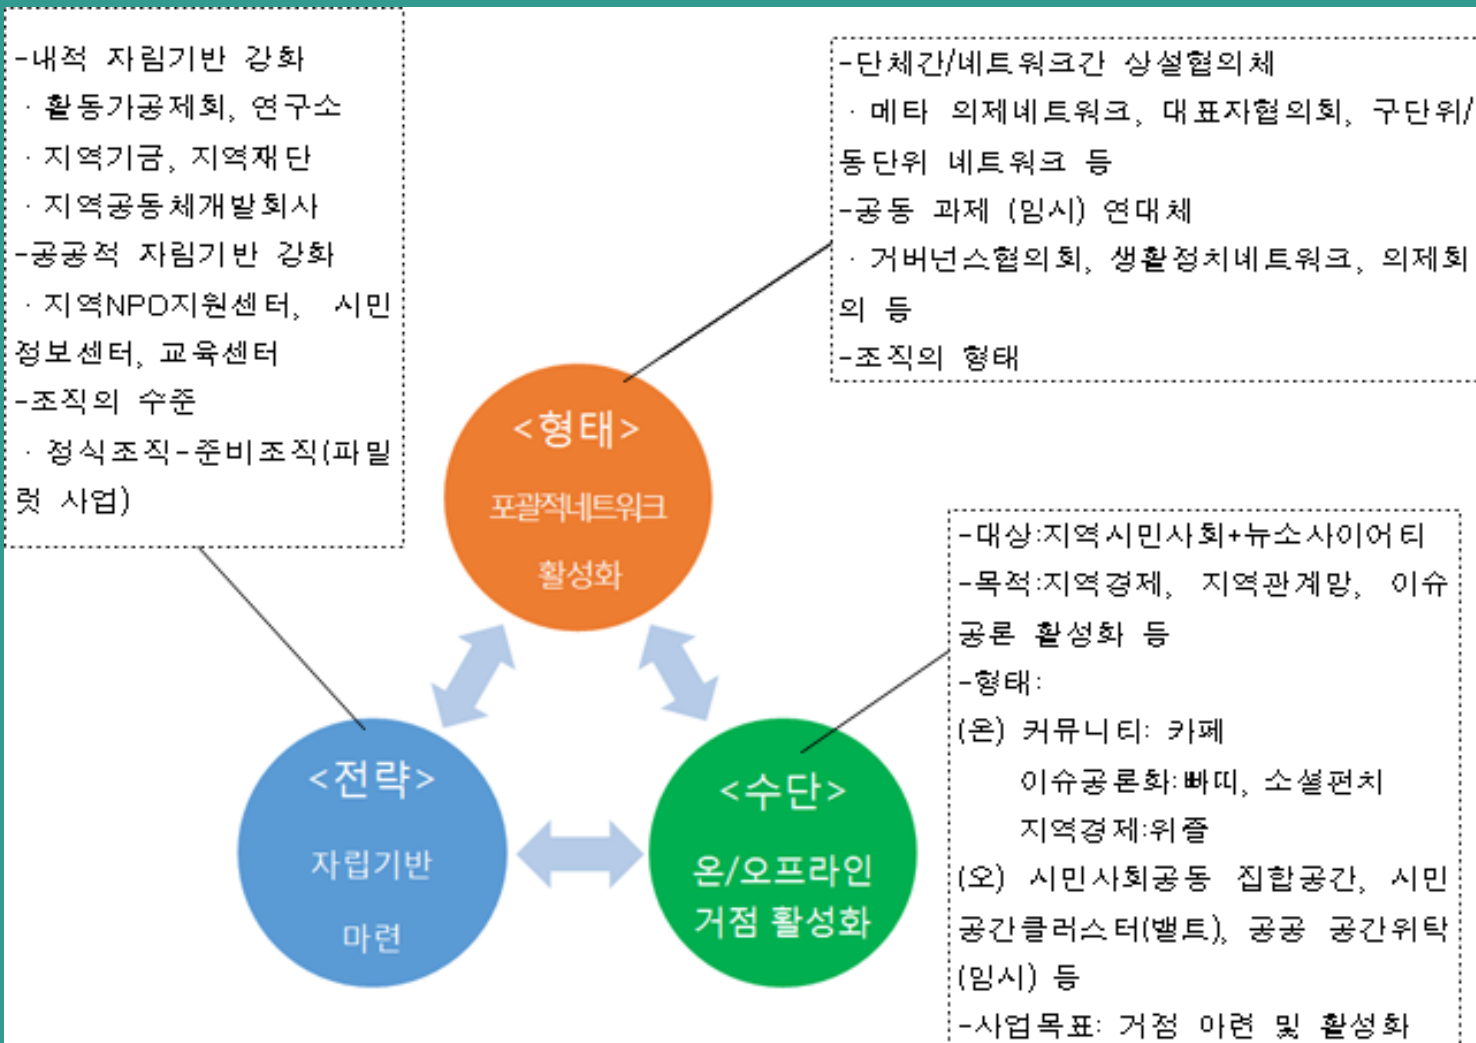 -내적 자립기반 강화
· 활동가공제회, 연구소
· 지역기금, 지역재단
· 지역공동체개발회사
-공공적 자립기반 강화
· 지역NPO지원센터, 시민
정보센터, 교육센터
-조직의 수준
· 정식조직-준비조직(파밀
럿 사업)
-단체간/네트워크간 상설협의체
· 메타 의제네트워크, 대표자협의회, 구단위/
동단위 네트워크 등
-공동 과제 (임시) 연대체
· 거버넌스협의회, 생활정치네트워크, 의제회
의 등
-조직의 형태
<형태>
포괄적네트워크
활성화
<전략>
자립기반
마련
<수단>
온/오프라인
거점 활성화
-대상:지역시민사회+뉴소사이어티
-목적:지역경제, 지역관계망, 이슈
공론 활성화 등
-형태:
(온) 커뮤니티: 카페
이슈공론화:빠띠, 소셜펀치
지역경제:위즐
(오) 시민사회공동 집합공간, 시민
공간클러스터(밸트), 공공 공간위탁
(임시) 등
-사업목표: 거점 마련 및 활성화